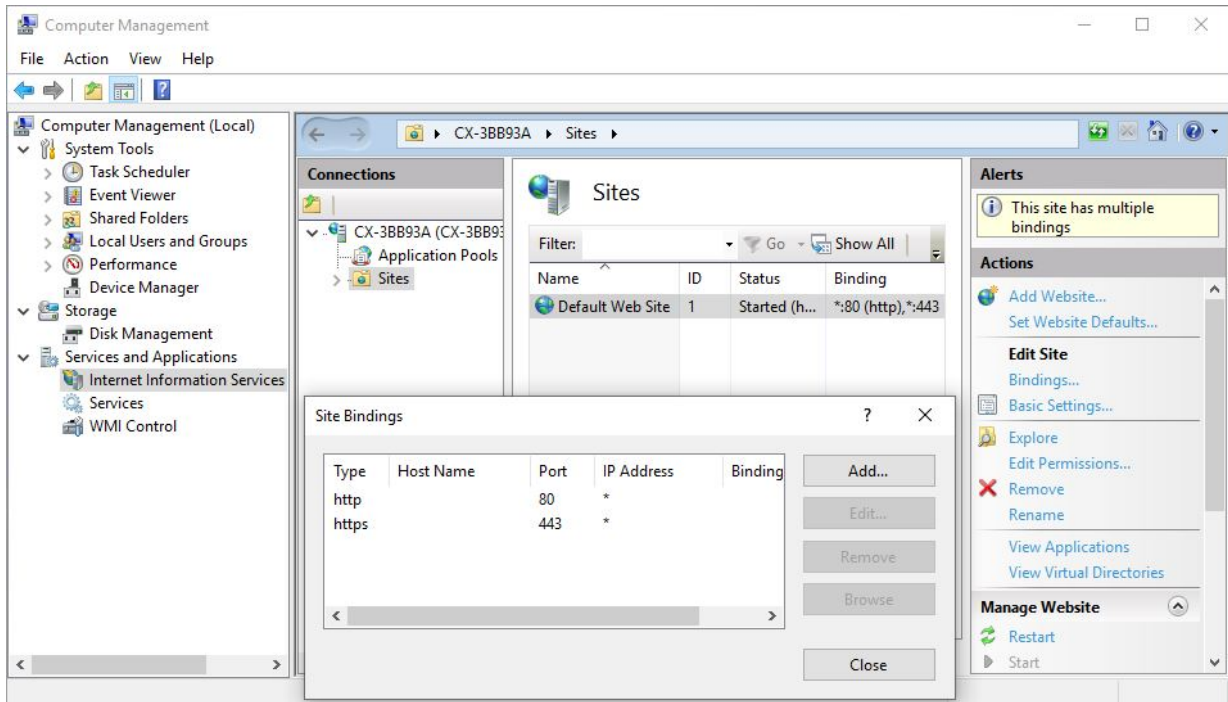 Computer Management
File Action View Help
Computer Management (Local)
System Tools
Task Scheduler
Event Viewer
Shared Folders
Local Users and Groups
Performance
Device Manager
Storage
Disk Management
Services and Applications
Internet Information Services
Services
WMI Control
CX-3BB93A Sites
Connections
CX-3BB93A (CX-3BB93
Application Pools
Sites
Sites
Filter: Go Show All
Name ID Status Binding
Default Web Site 1 Started (h... *:80 (http),*:443
Alerts
This site has multiple
bindings
Actions
Add Website...
Set Website Defaults...
Edit Site
Bindings...
Basic Settings...
Explore
Edit Permissions...
Remove
Rename
View Applications
View Virtual Directories
Manage Website
Restart
Start
Site Bindings
Type Host Name Port IP Address Binding
http 80 *
https 443 *
Add...
Edit...
Remove
Browse
Close